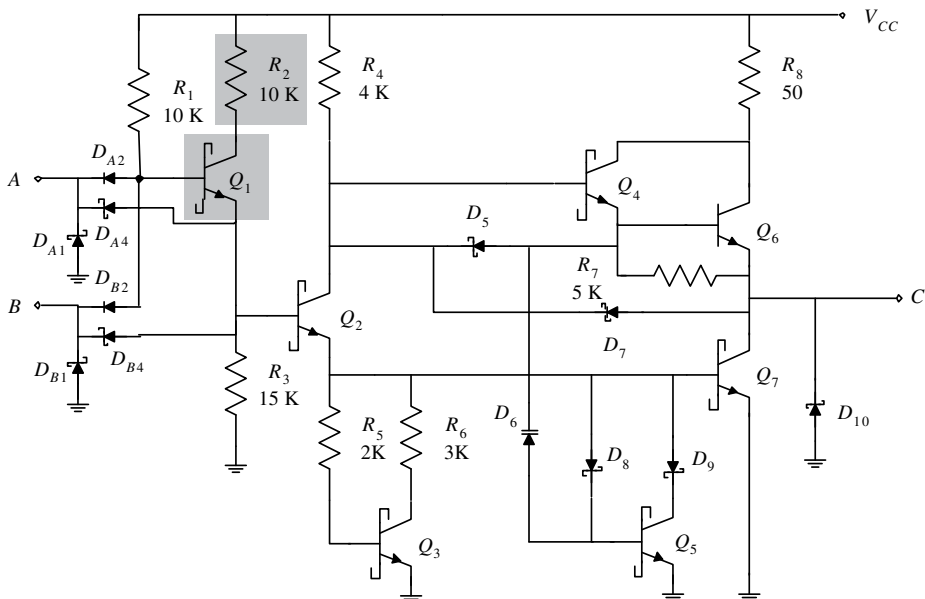 V_CC
R_1
10 K
R_2
10 K
R_4
4 K
R_8
50
A
D_A2
Q_1
Q_4
D_A1
D_A4
D_5
Q_6
D_B2
B
R_7
5 K
C
Q_2
D_B1
D_B4
D_7
R_3
15 K
Q_7
R_5
2K
R_6
3K
D_6
D_8
D_9
D_10
Q_3
Q_5